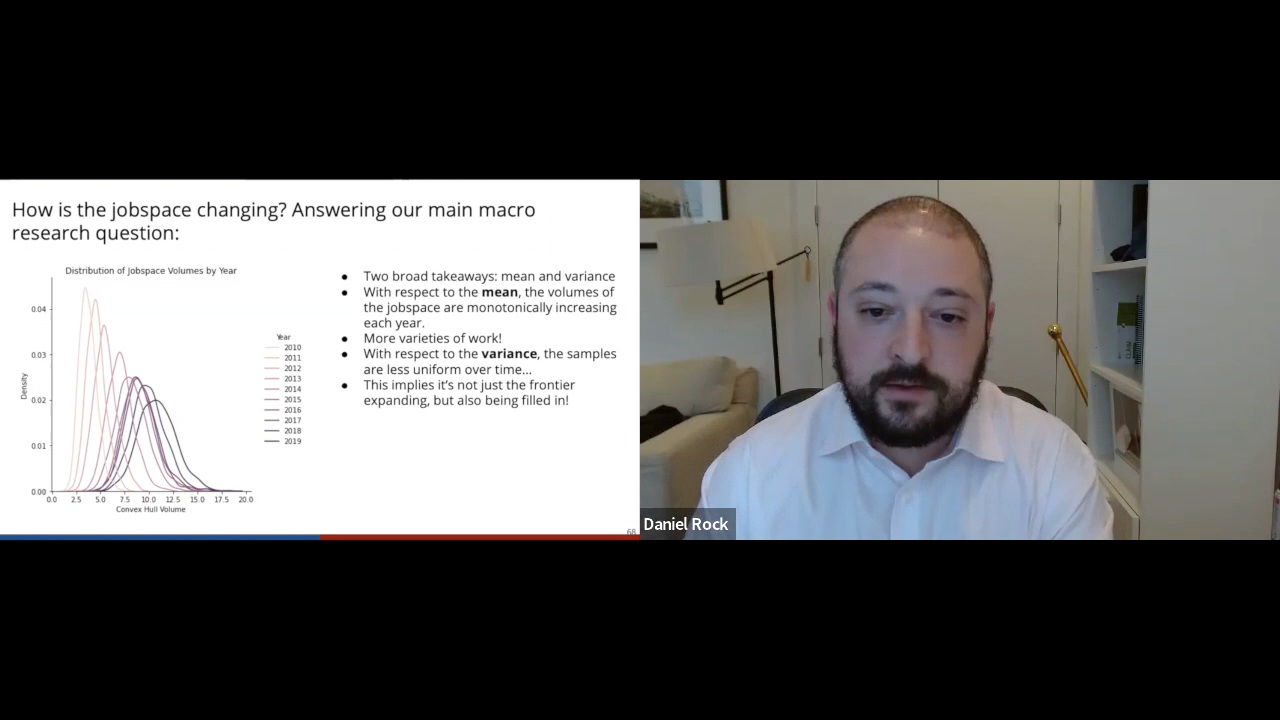 How is the jobspace changing? Answering our main macro
research question:
Distribution of Jobspace Volumes by Year
0.04
0.03
0.02
0.01
0.00
Density
0.0 2.5 5.0 7.5 10.0 12.5 15.0 17.5 20.0
Convex Hull Volume
Year
2010
2011
2012
2013
2014
2015
2016
2017
2018
2019
● Two broad takeaways: mean and variance
● With respect to the mean, the volumes of
the jobspace are monotonically increasing
each year.
● More varieties of work!
● With respect to the variance, the samples
are less uniform over time...
● This implies it's not just the frontier
expanding, but also being filled in!
68
Daniel Rock